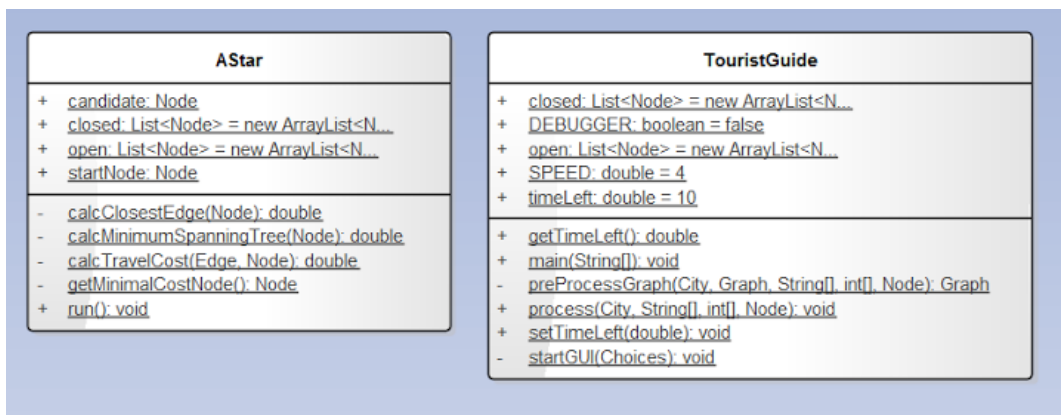 AStar
+ candidate: Node
+ closed: List<Node> = new ArrayList<N...
+ open: List<Node> = new ArrayList<N...
+ startNode: Node
- calcClosestEdge(Node): double
- calcMinimumSpanningTree(Node): double
- calcTravelCost(Edge, Node): double
- getMinimalCostNode(): Node
+ run(): void
TouristGuide
+ closed: List<Node> = new ArrayList<N...
+ DEBUGGER: boolean = false
+ open: List<Node> = new ArrayList<N...
+ SPEED: double = 4
+ timeLeft: double = 10
+ getTimeLeft(): double
+ main(String[]): void
- preProcessGraph(City, Graph, String[], int[], Node): Graph
+ process(City, String[], int[], Node): void
+ setTimeLeft(double): void
- startGUI(Choices): void